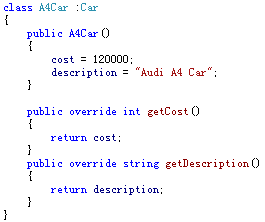 class A4Car :Car
{
    public A4Car()
    {
        cost = 120000;
        description = "Audi A4 Car";
    }

    public override int getCost()
    {
        return cost;
    }
    public override string getDescription()
    {
        return description;
    }
}